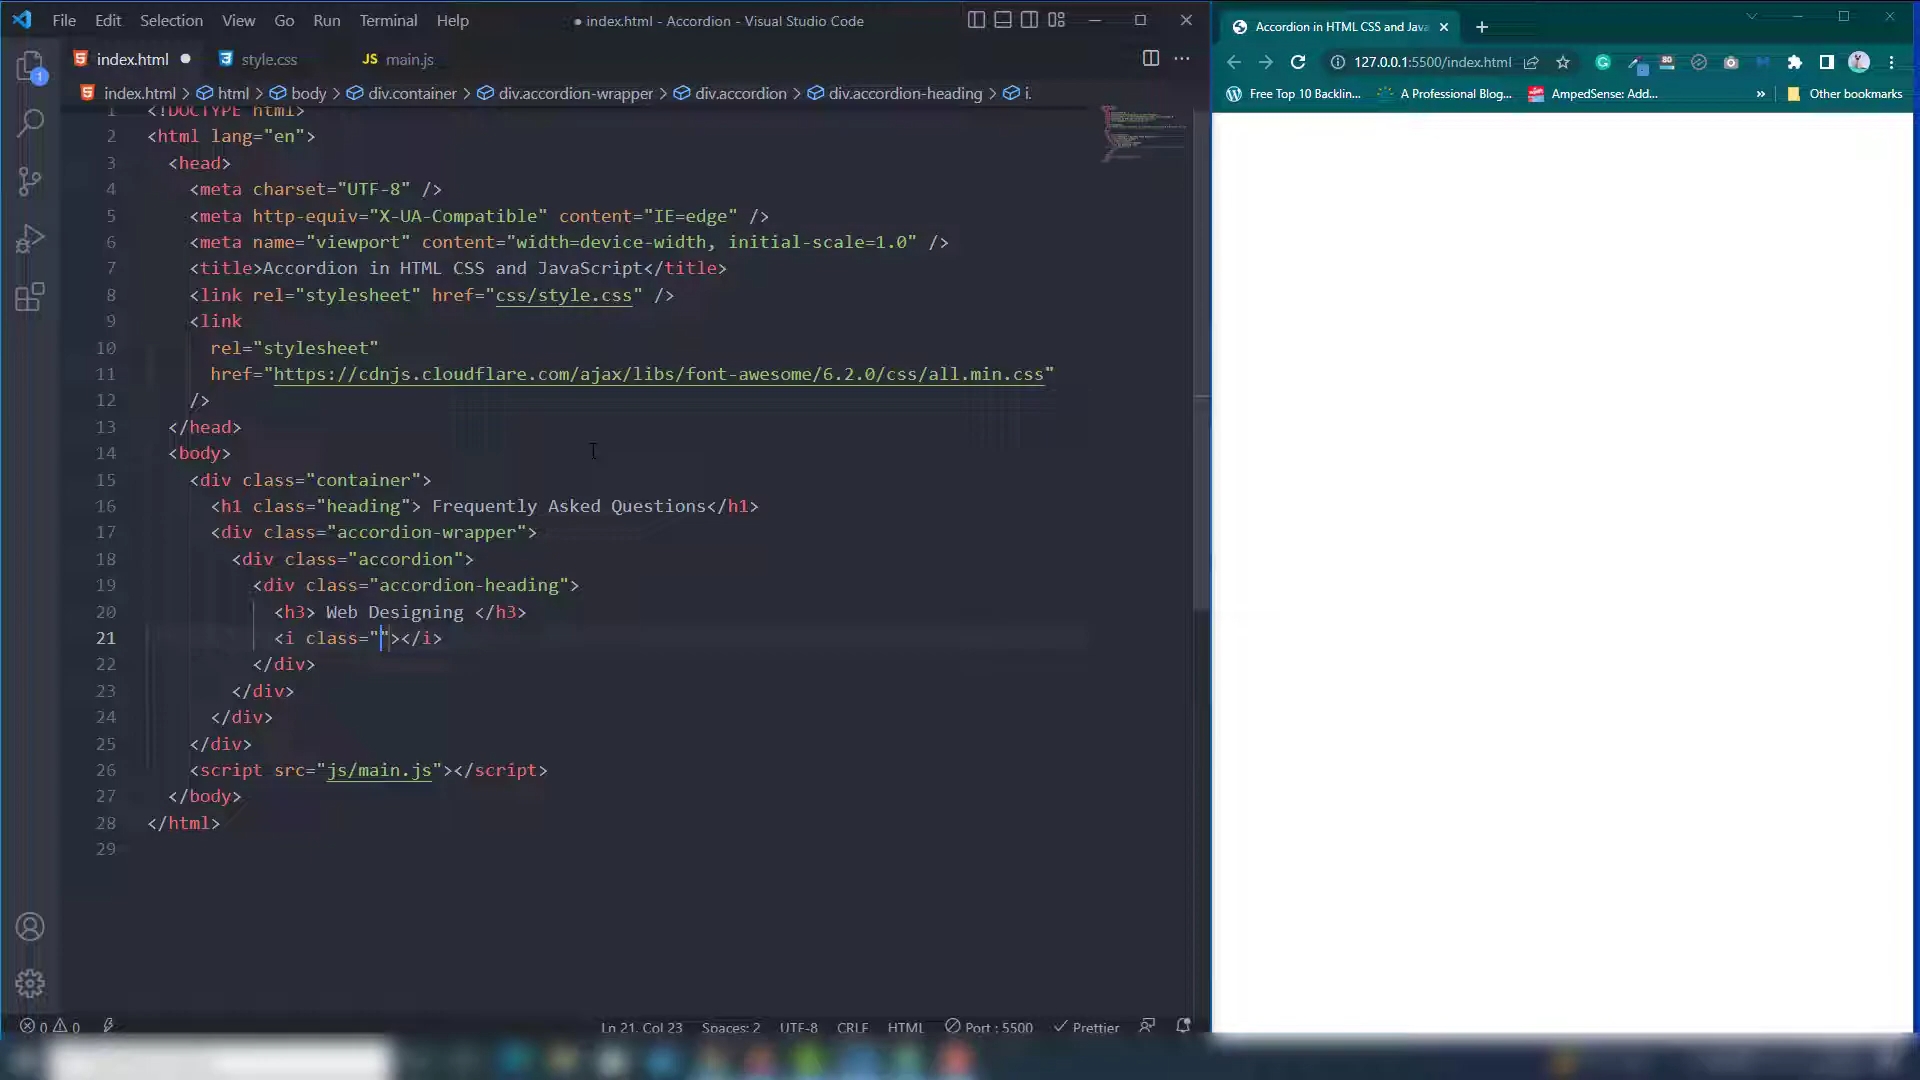 File Edit Selection View Go Run Terminal Help
● index.html - Accordion - Visual Studio Code
index.html ● style.css JS main.js
index.html > html > body > div.container > div.accordion-wrapper > div.accordion > div.accordion-heading > i.
1 <!DOCTYPE html>
2 <html lang="en">
3 <head>
4 <meta charset="UTF-8" />
5 <meta http-equiv="X-UA-Compatible" content="IE=edge" />
6 <meta name="viewport" content="width=device-width, initial-scale=1.0" />
7 <title>Accordion in HTML CSS and JavaScript</title>
8 <link rel="stylesheet" href="css/style.css" />
9 <link
10 rel="stylesheet"
11 href="https://cdnjs.cloudflare.com/ajax/libs/font-awesome/6.2.0/css/all.min.css"
12 />
13 </head>
14 <body>
15 <div class="container">
16 <h1 class="heading"> Frequently Asked Questions</h1>
17 <div class="accordion-wrapper">
18 <div class="accordion">
19 <div class="accordion-heading">
20 <h3> Web Designing </h3>
21 <i class=""></i>
22 </div>
23 </div>
24 </div>
25 </div>
26 <script src="js/main.js"></script>
27 </body>
28 </html>
29
0 0 Ln 21, Col 23 Spaces: 2 UTF-8 CRLF HTML Port : 5500 Prettier
1
Accordion in HTML CSS and Java
127.0.0.1:5500/index.html
80
Free Top 10 Backlin... A Professional Blog... AmpedSense: Add... » Other bookmarks